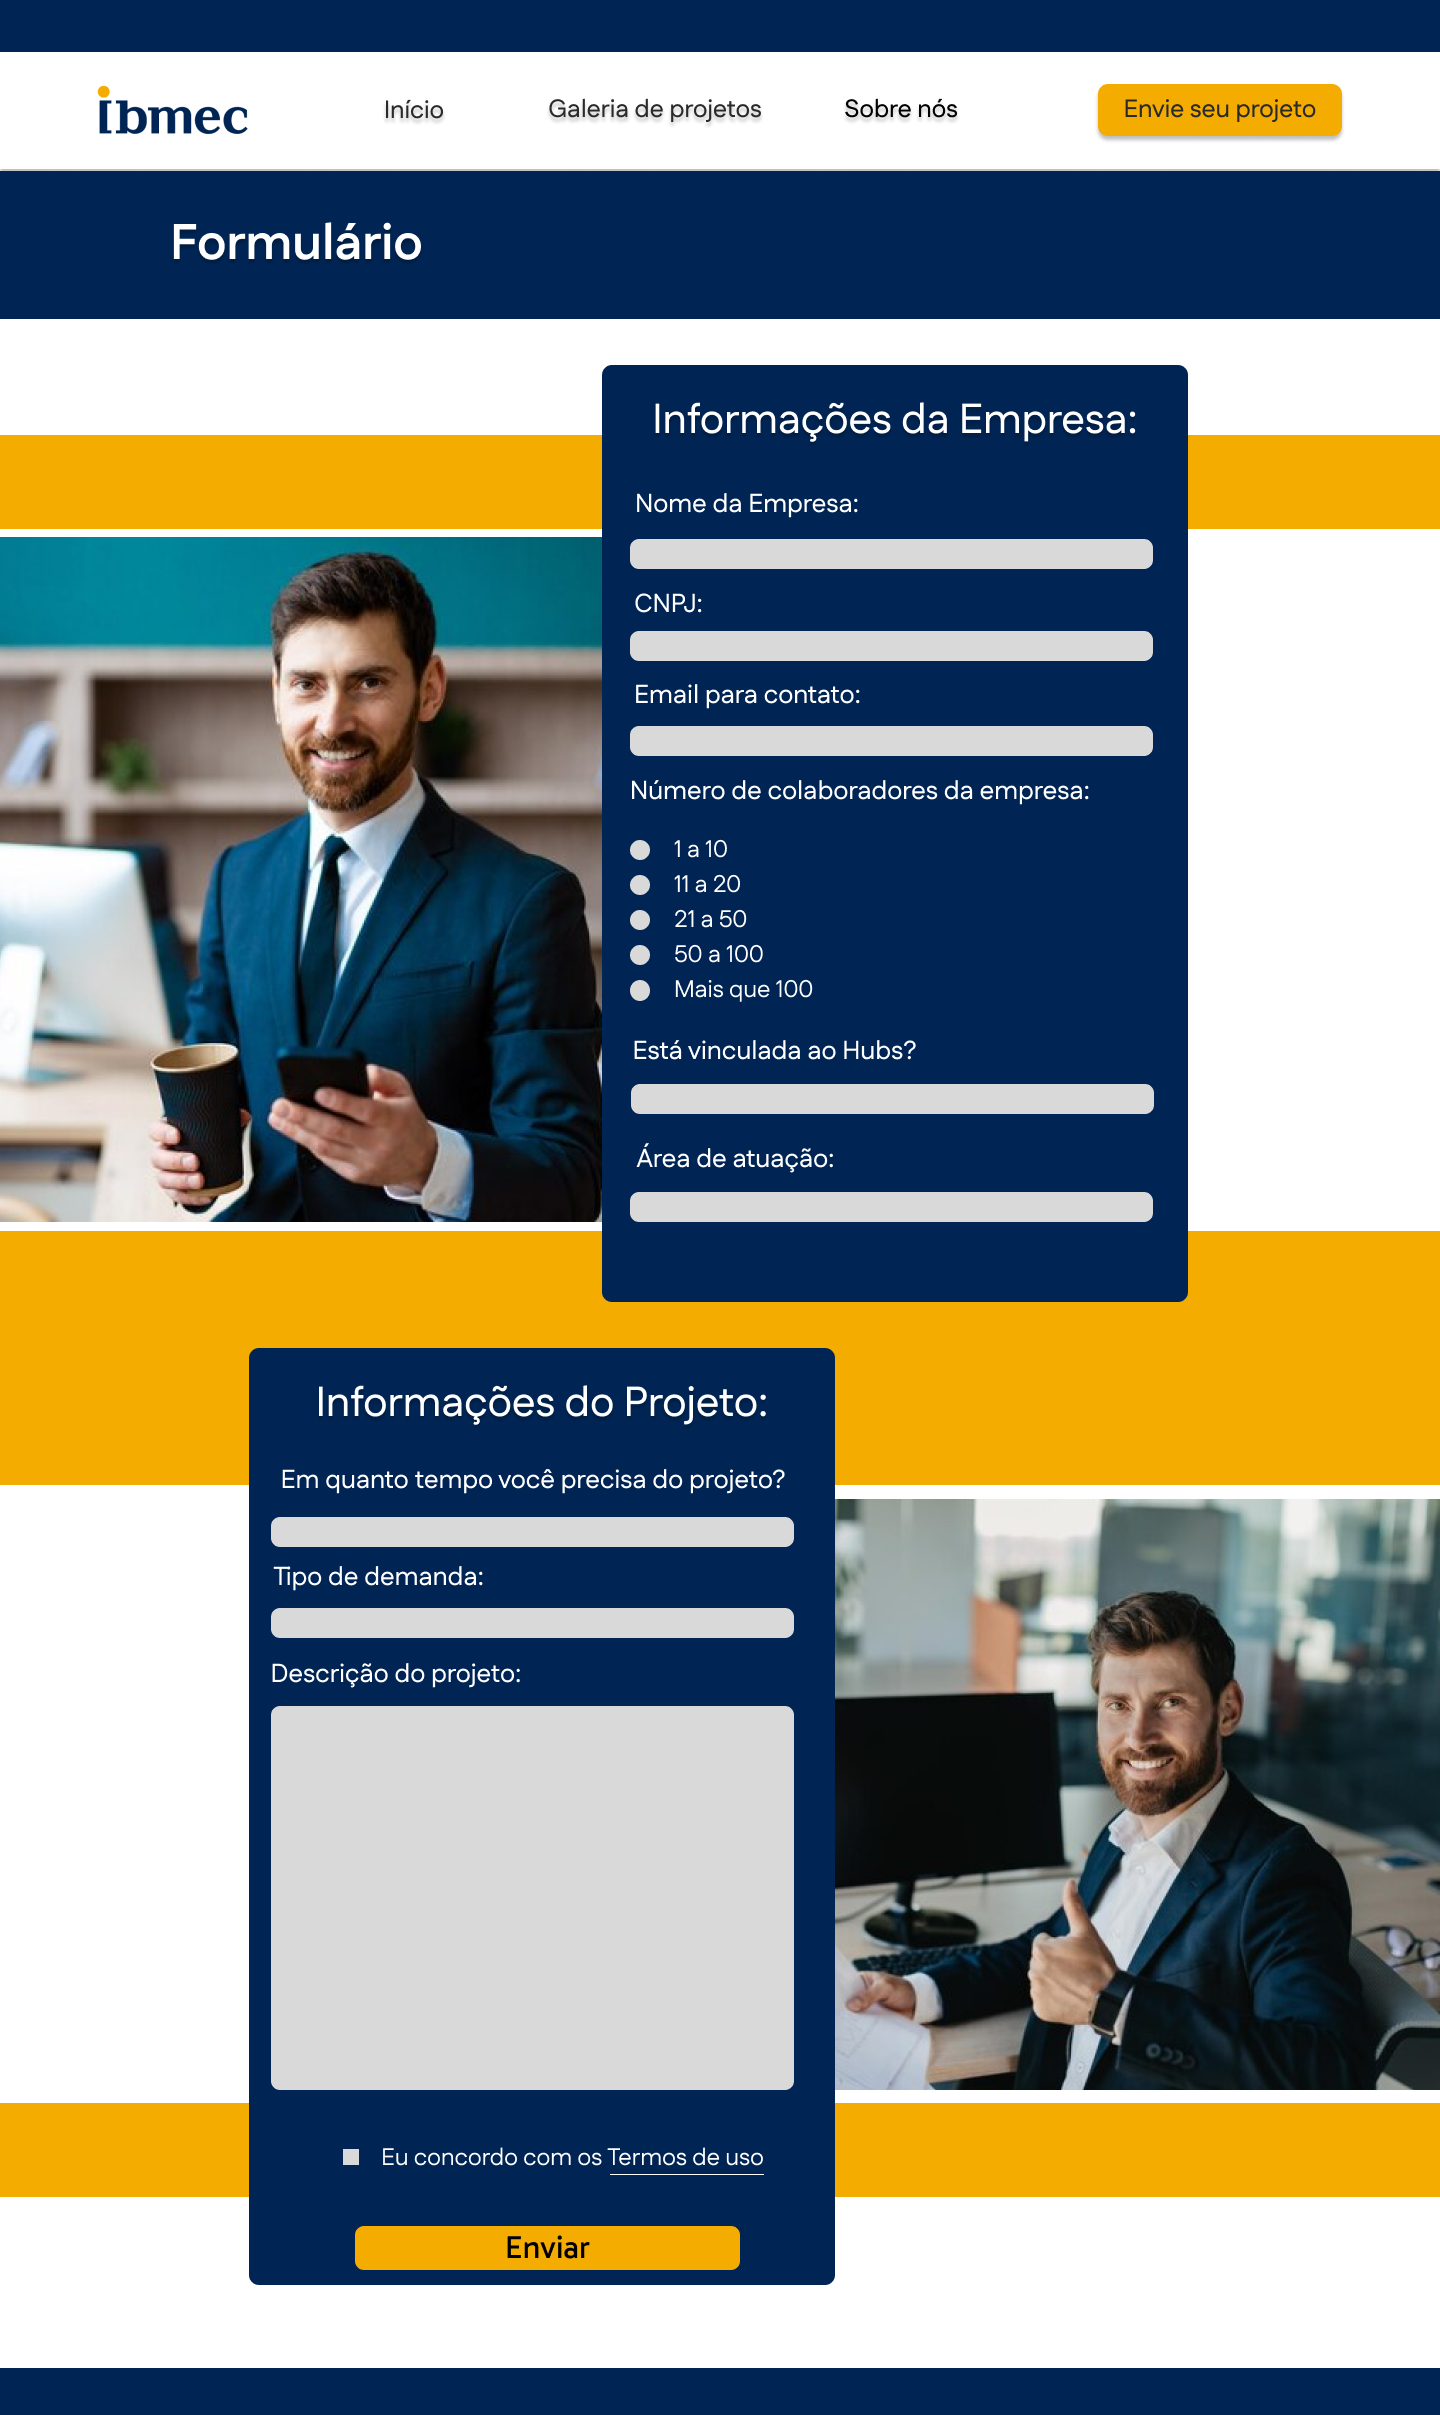 ibmec
Início
Galeria de projetos
Sobre nós
Envie seu projeto
Formulário
Informações da Empresa:
Nome da Empresa:
CNPJ:
Email para contato:
Número de colaboradores da empresa:
1 a 10
11 a 20
21 a 50
50 a 100
Mais que 100
Está vinculada ao Hubs?
Área de atuação:
Informações do Projeto:
Em quanto tempo você precisa do projeto?
Tipo de demanda:
Descrição do projeto:
Eu concordo com os Termos de uso
Enviar